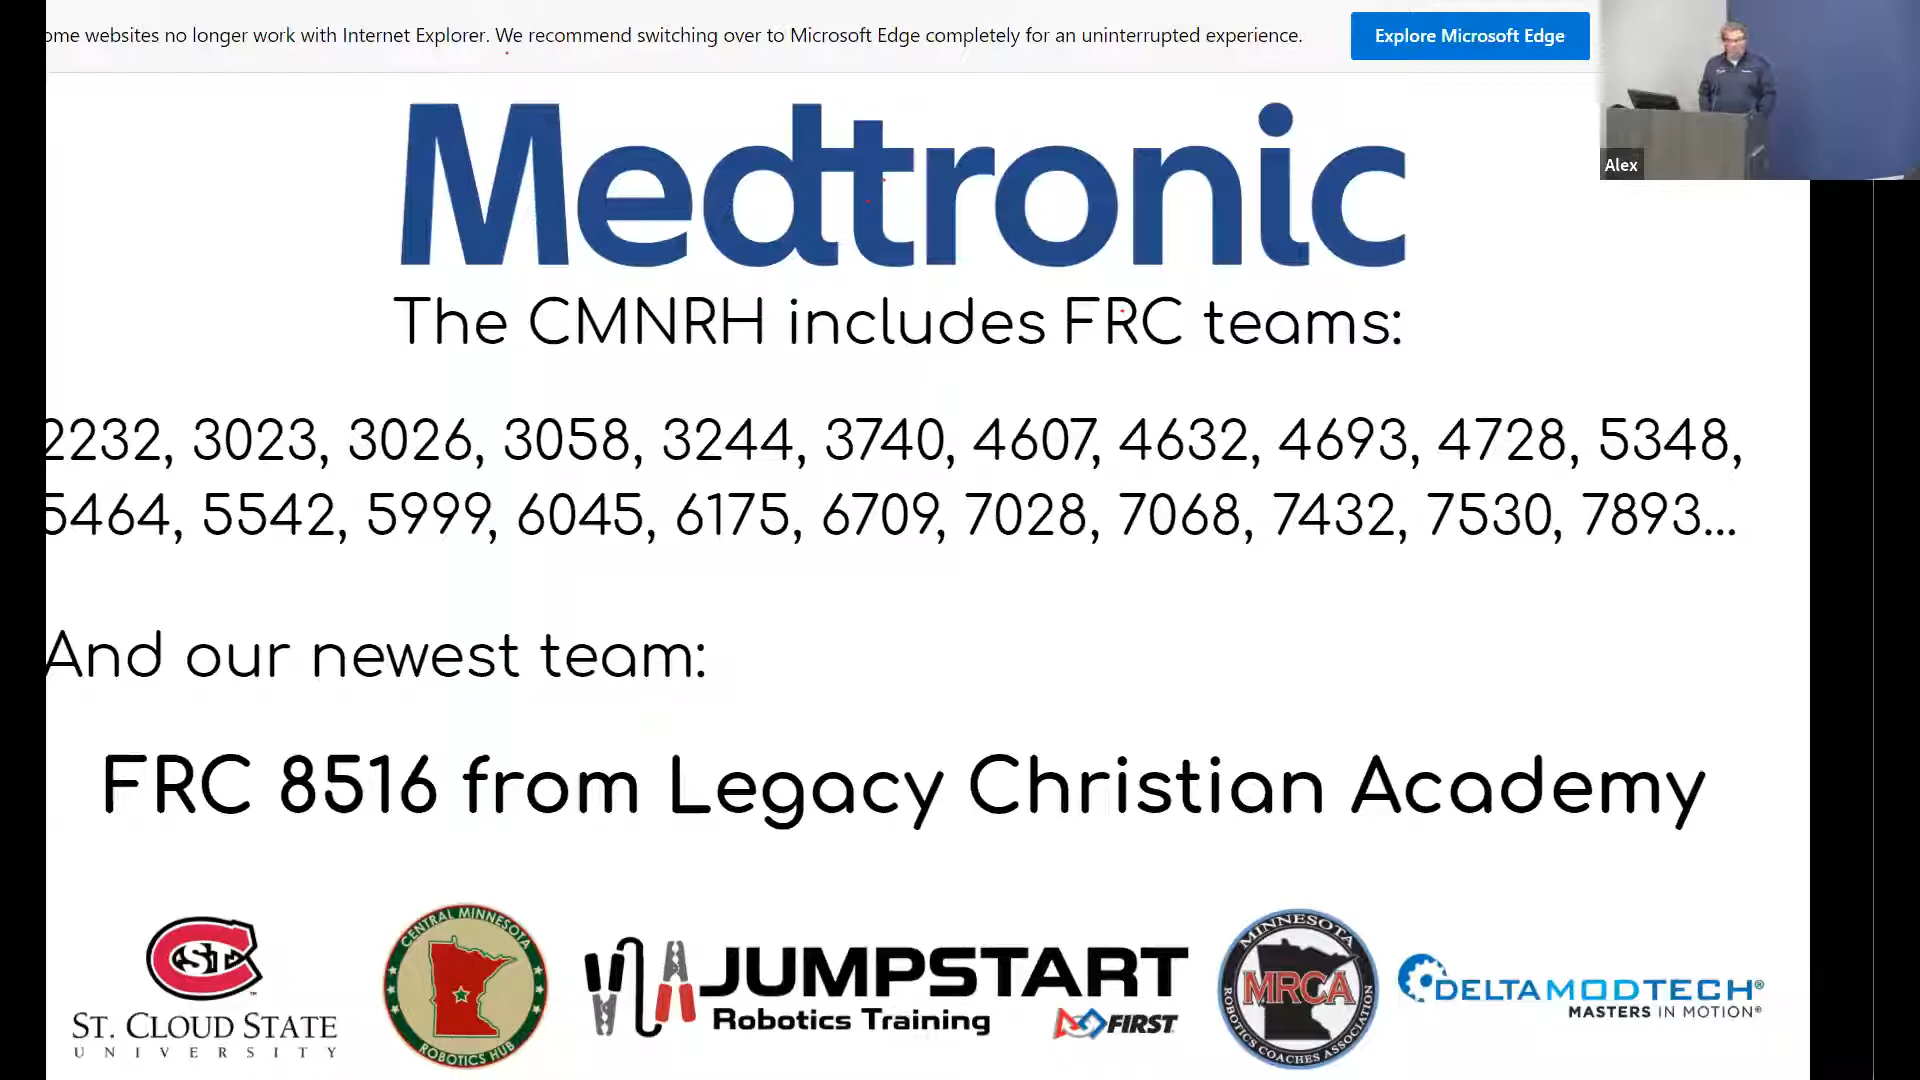 ome websites no longer work with Internet Explorer. We recommend switching over to Microsoft Edge completely for an uninterrupted experience.
Explore Microsoft Edge
Alex
Medtronic
The CMNRH includes FRC teams:
2232, 3023, 3026, 3058, 3244, 3740, 4607, 4632, 4693, 4728, 5348,
5464, 5542, 5999, 6045, 6175, 6709, 7028, 7068, 7432, 7530, 7893...
And our newest team:
FRC 8516 from Legacy Christian Academy
STC
ST. CLOUD STATE
UNIVERSITY
CENTRAL MINNESOTA
ROBOTICS HUB
JUMPSTART
Robotics Training
FIRST
MINNESOTA
MRCA
ROBOTICS COACHES ASSOCIATION
DELTAMODTECH®
MASTERS IN MOTION®